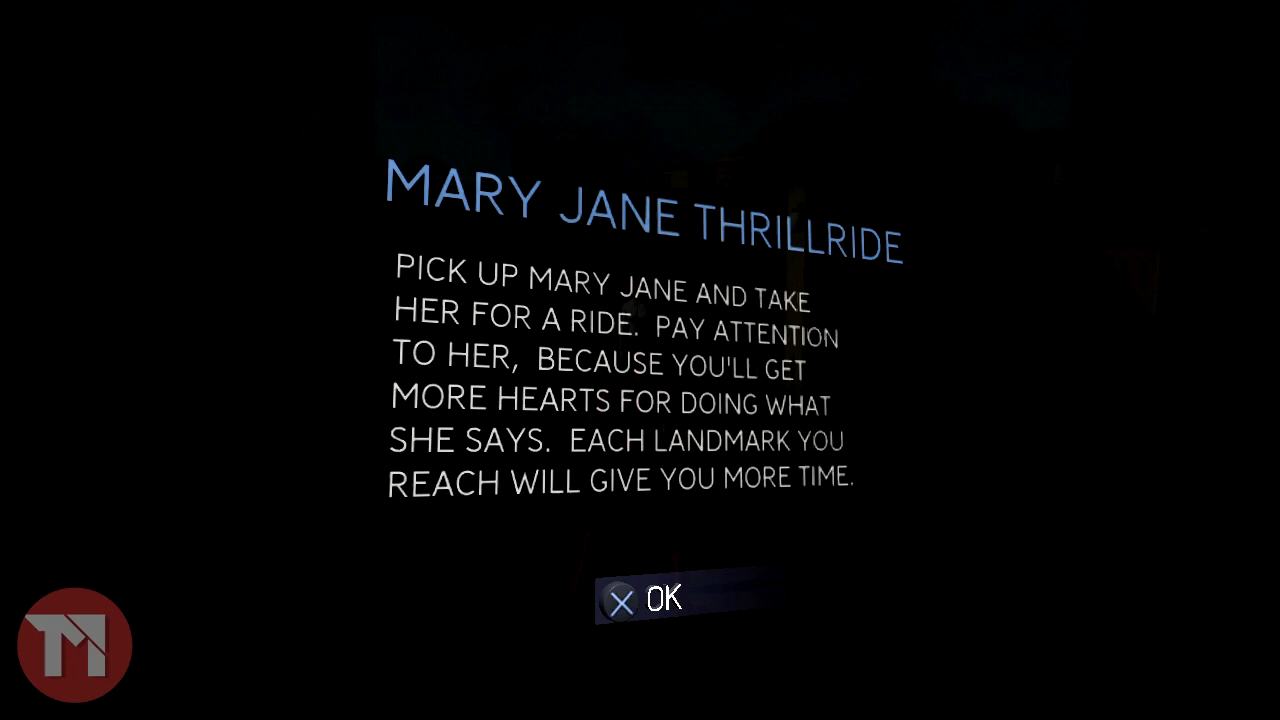 MARY JANE THRILLRIDE
PICK UP MARY JANE AND TAKE
HER FOR A RIDE. PAY ATTENTION
TO HER, BECAUSE YOU'LL GET
MORE HEARTS FOR DOING WHAT
SHE SAYS. EACH LANDMARK YOU
REACH WILL GIVE YOU MORE TIME.
OK
TM